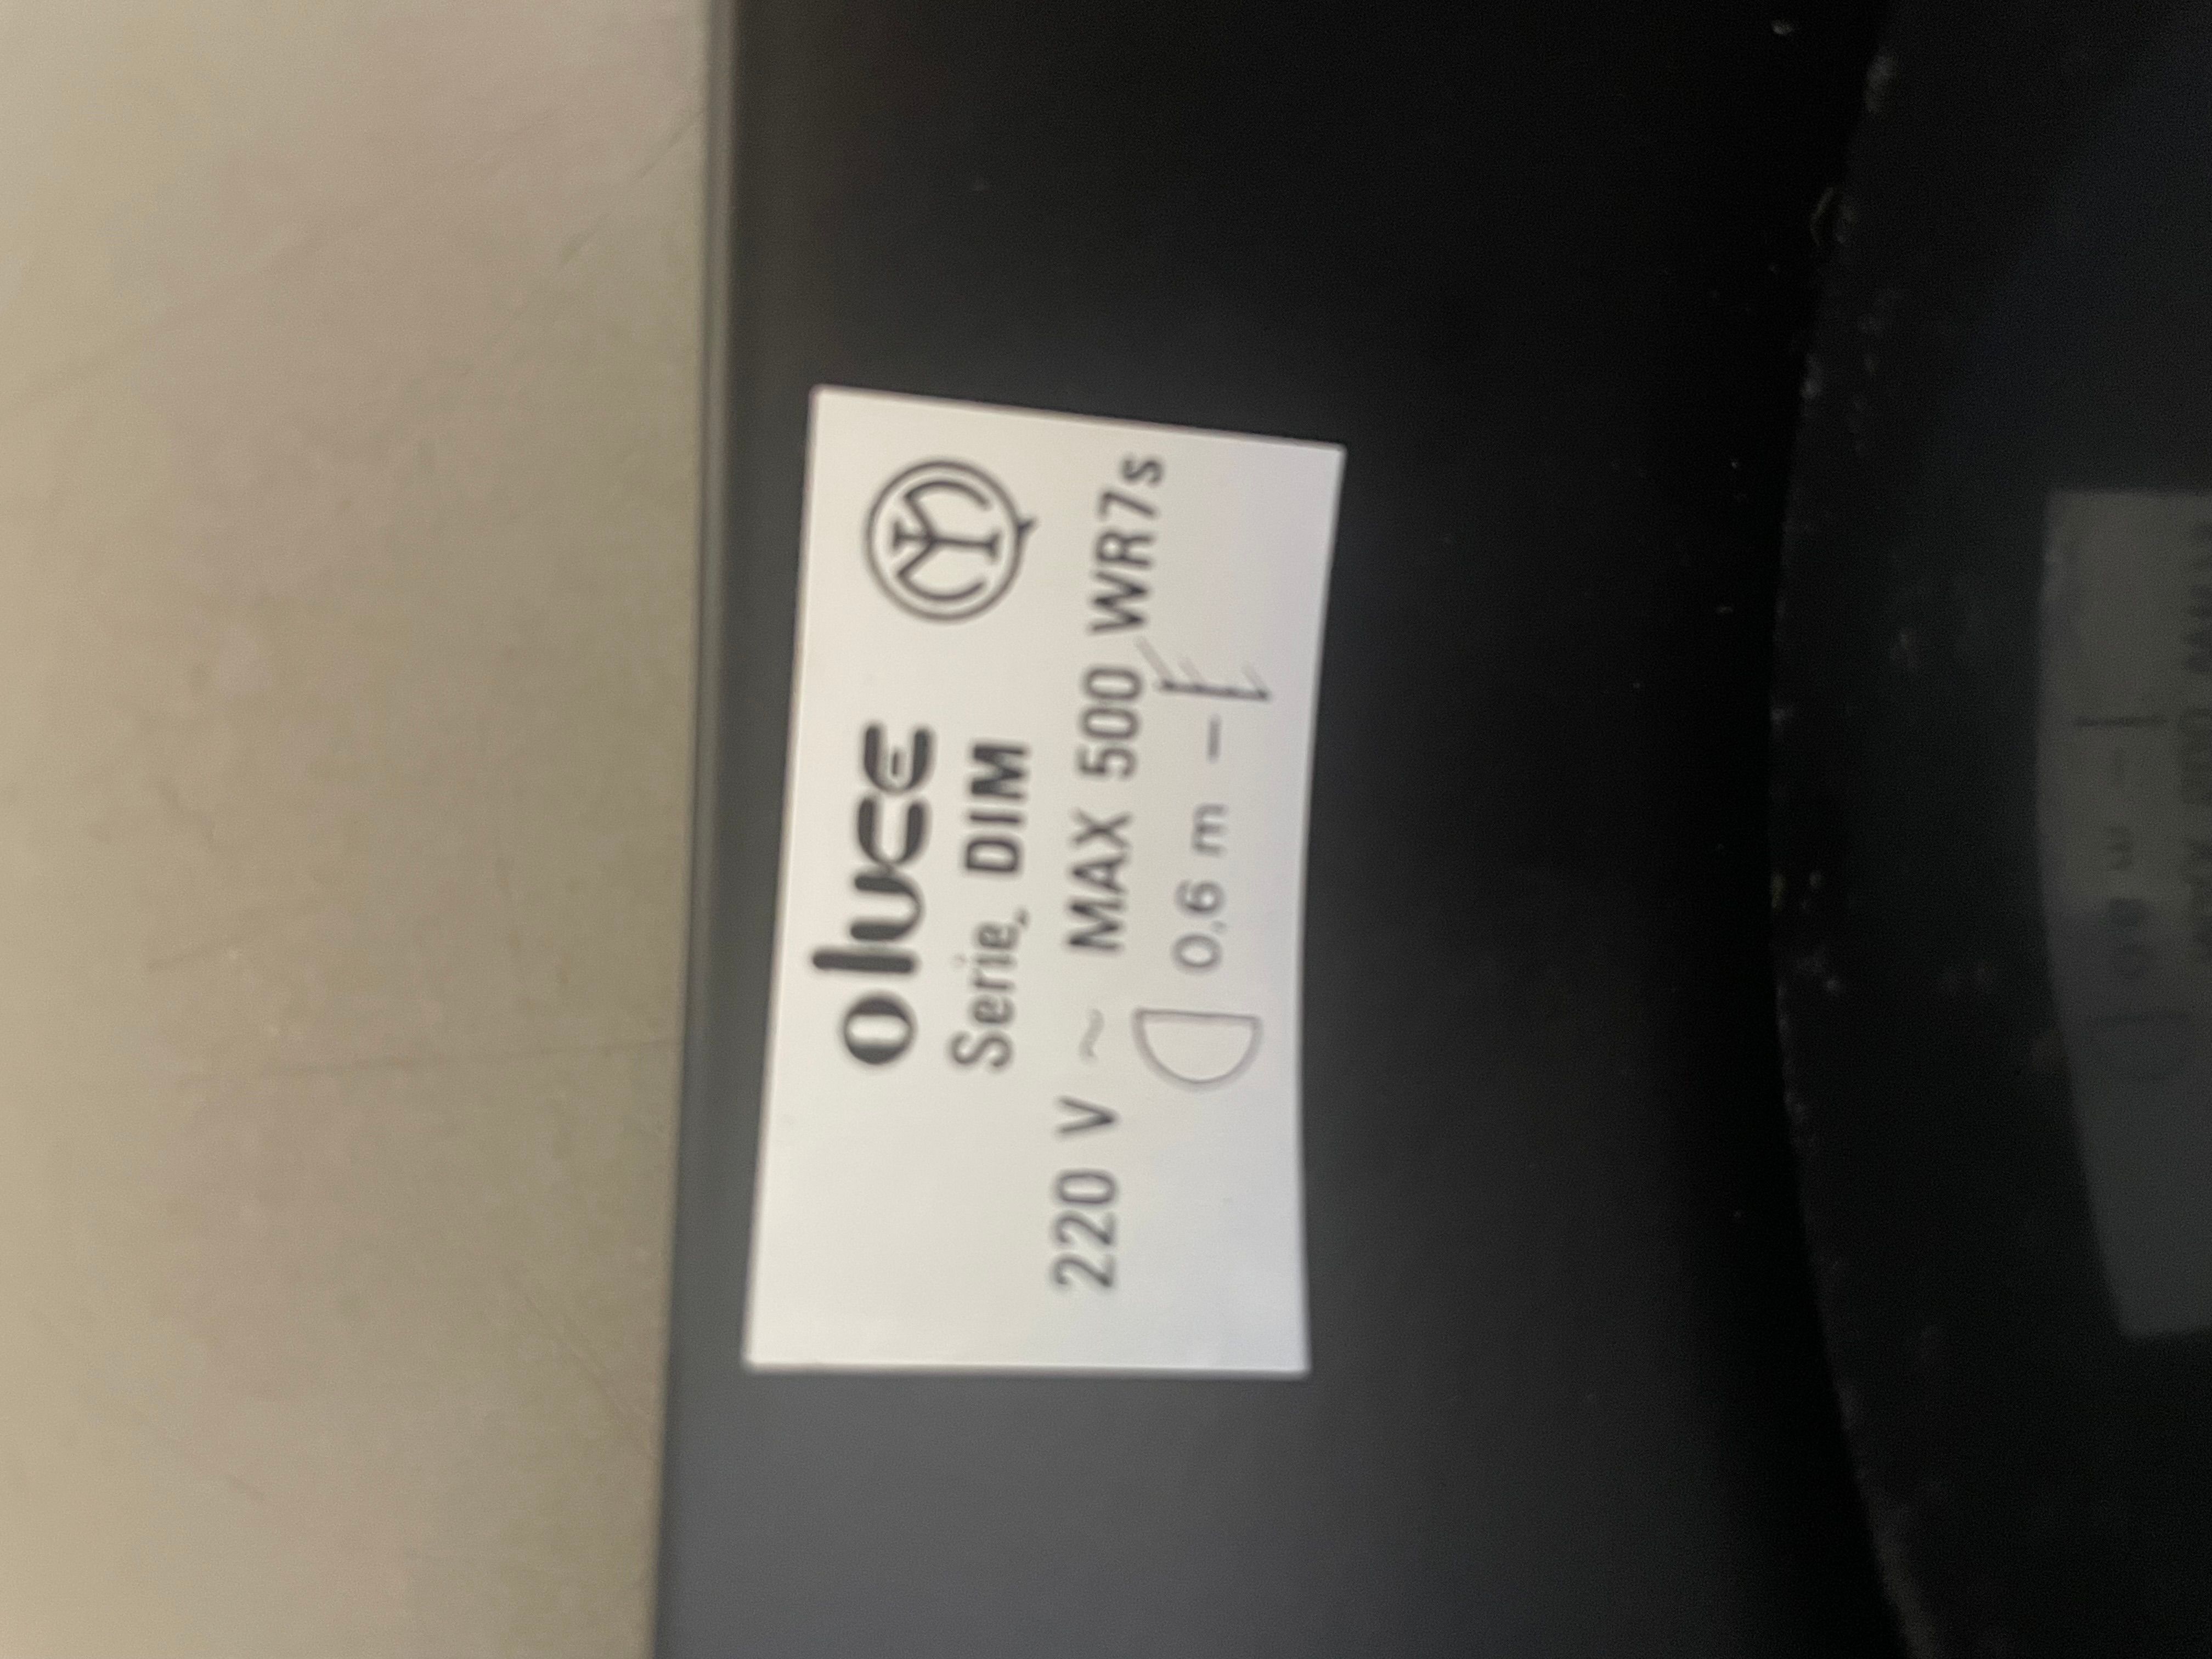 oluce
Serie. DIM
220 V ~ MAX 500 WR7s
0,6 m